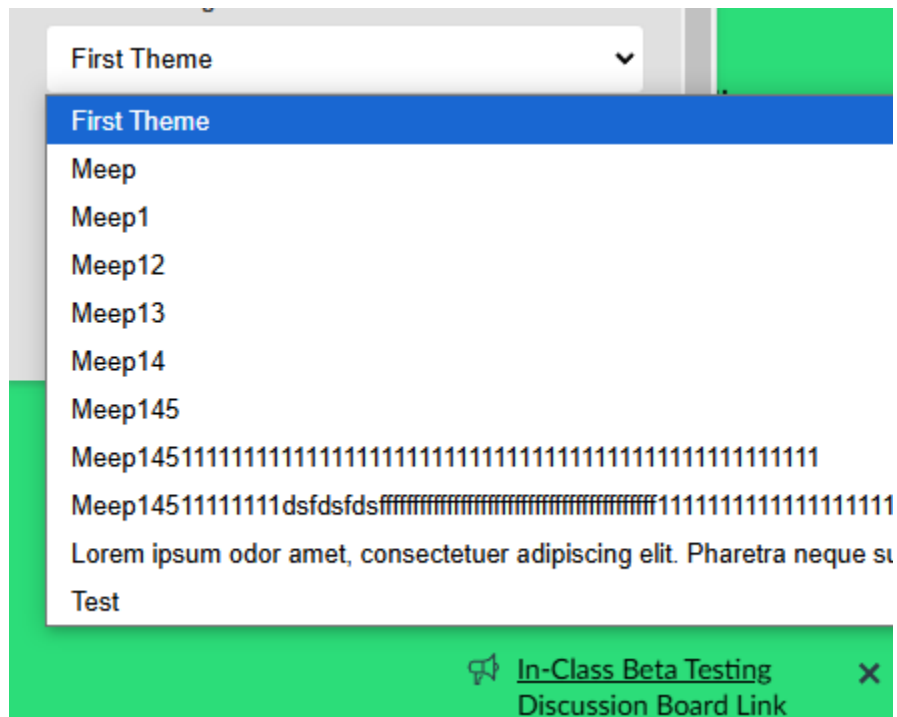 First Theme
First Theme
Meep
Meep1
Meep12
Meep13
Meep14
Meep145
Lorem ipsum odor amet, consectetuer adipiscing elit. Pharetra neque
Test
In-Class Beta Testing
Discussion Board Link